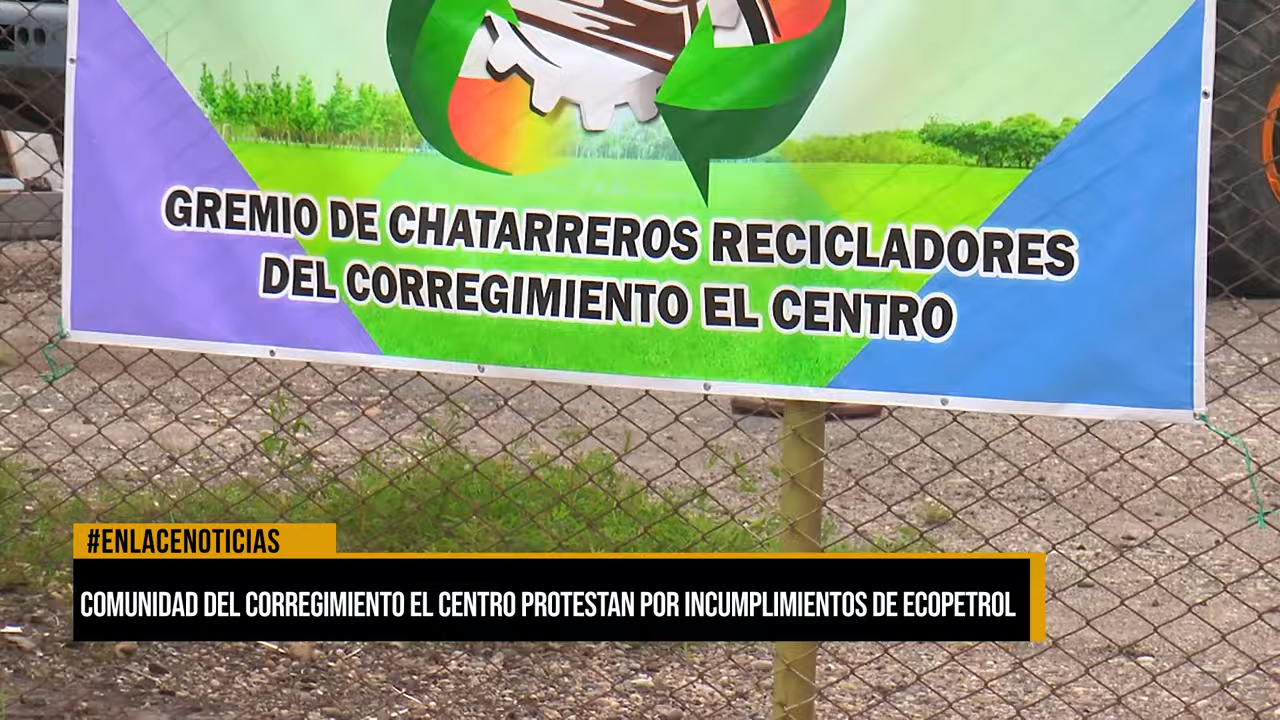 GREMIO DE CHATARREROS RECICLADORES
DEL CORREGIMIENTO EL CENTRO
#ENLACENOTICIAS
COMUNIDAD DEL CORREGIMIENTO EL CENTRO PROTESTAN POR INCUMPLIMIENTOS DE ECOPETROL